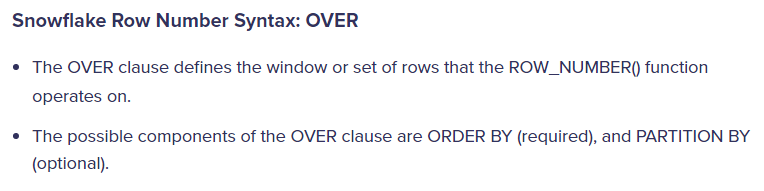 Snowflake Row Number Syntax: OVER
• The OVER clause defines the window or set of rows that the ROW_NUMBER() function
operates on.
• The possible components of the OVER clause are ORDER BY (required), and PARTITION BY
(optional).